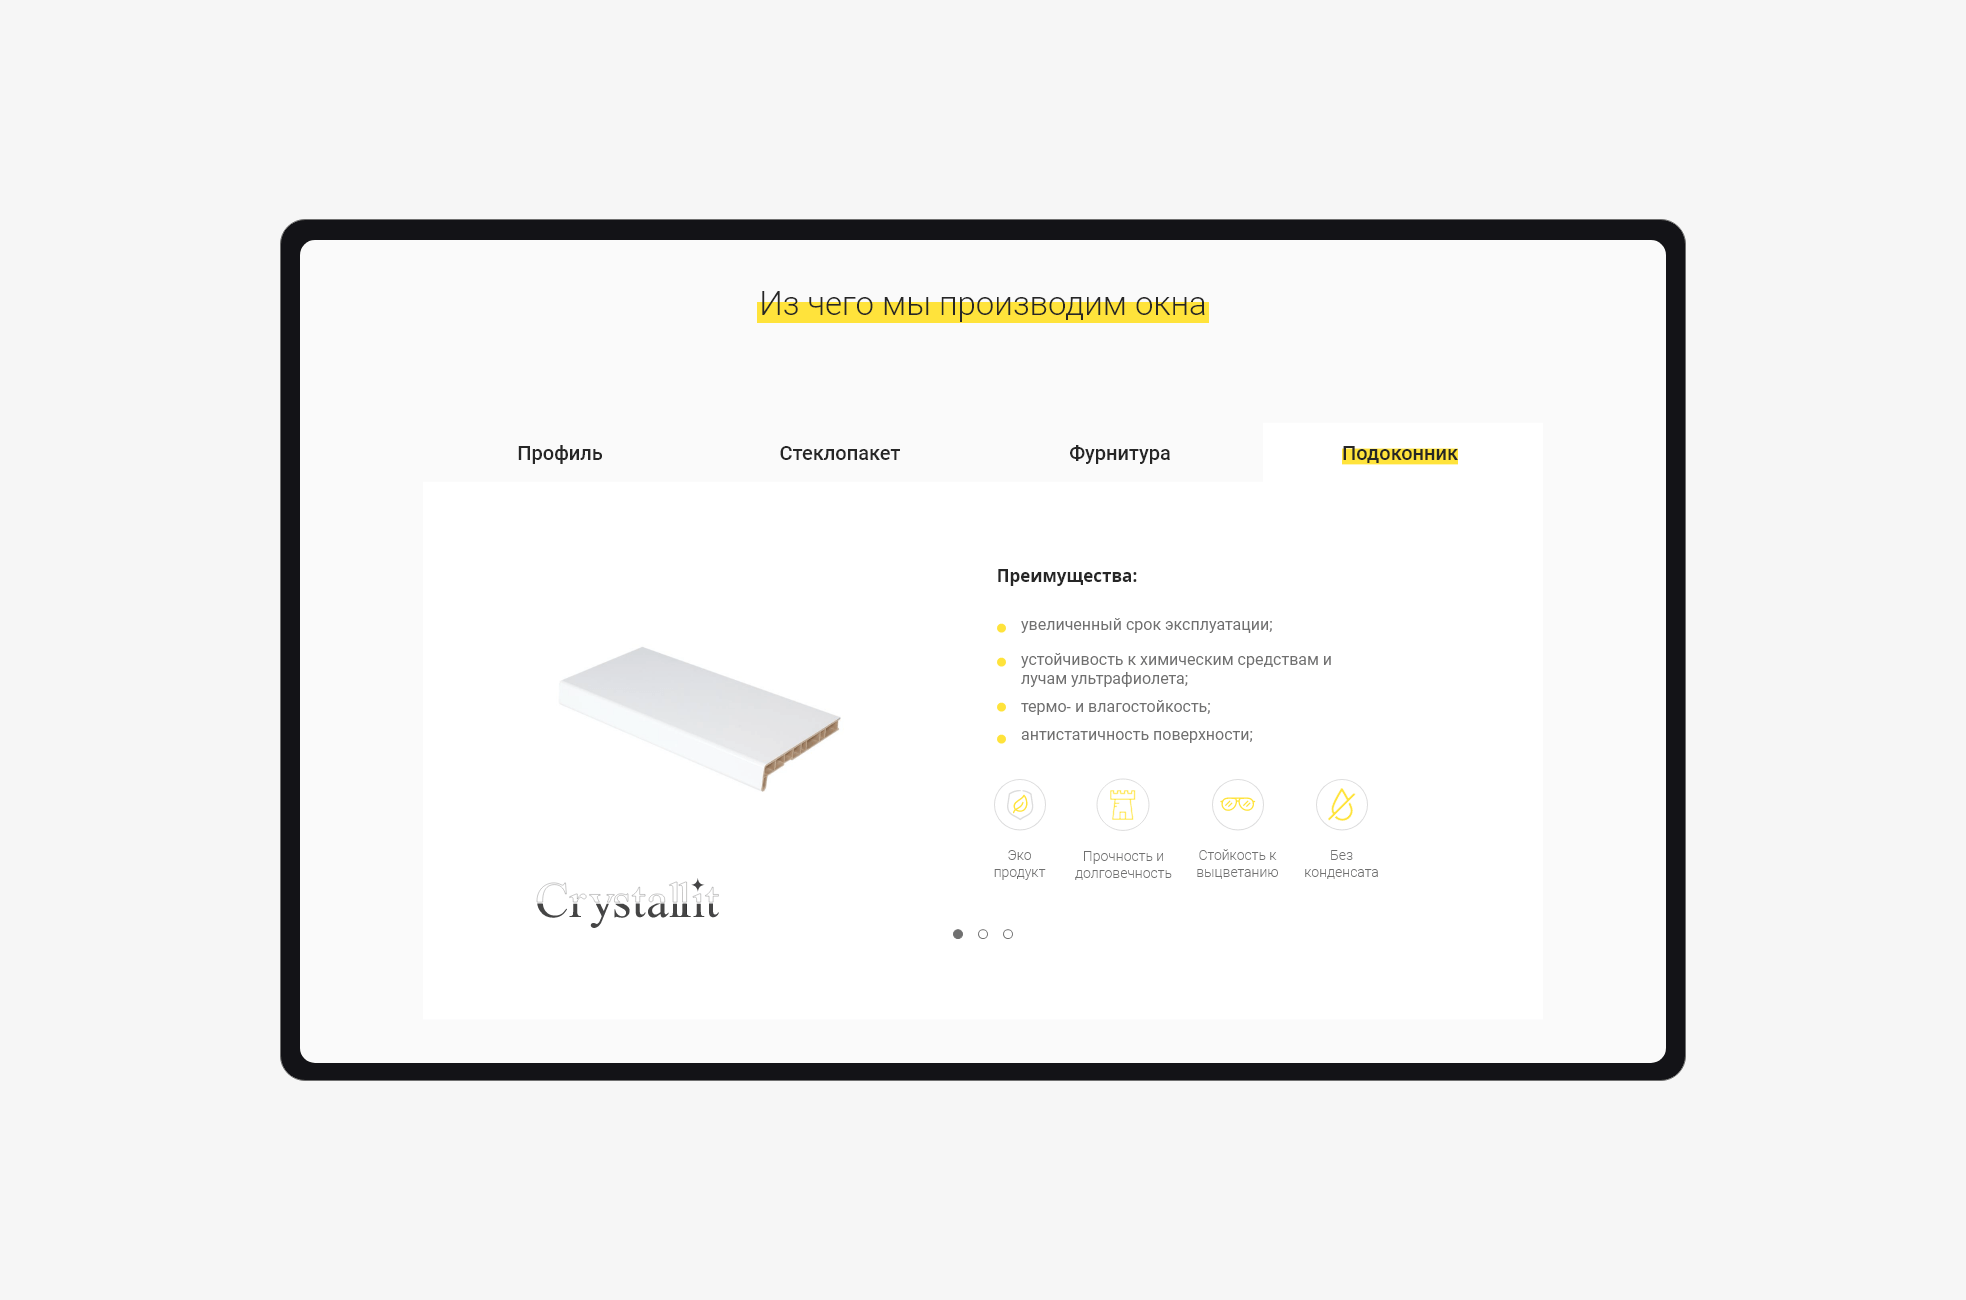 Из чего мы производим окна
Профиль
Стеклопакет
Фурнитура
Подоконник
Преимущества:
увеличенный срок эксплуатации;
устойчивость к химическим средствам и
лучам ультрафиолета;
термо- и влагостойкость;
антистатичность поверхности;
Эко
продукт
Прочность и
долговечность
Стойкость к
выцветанию
Без
конденсата
Crystallit